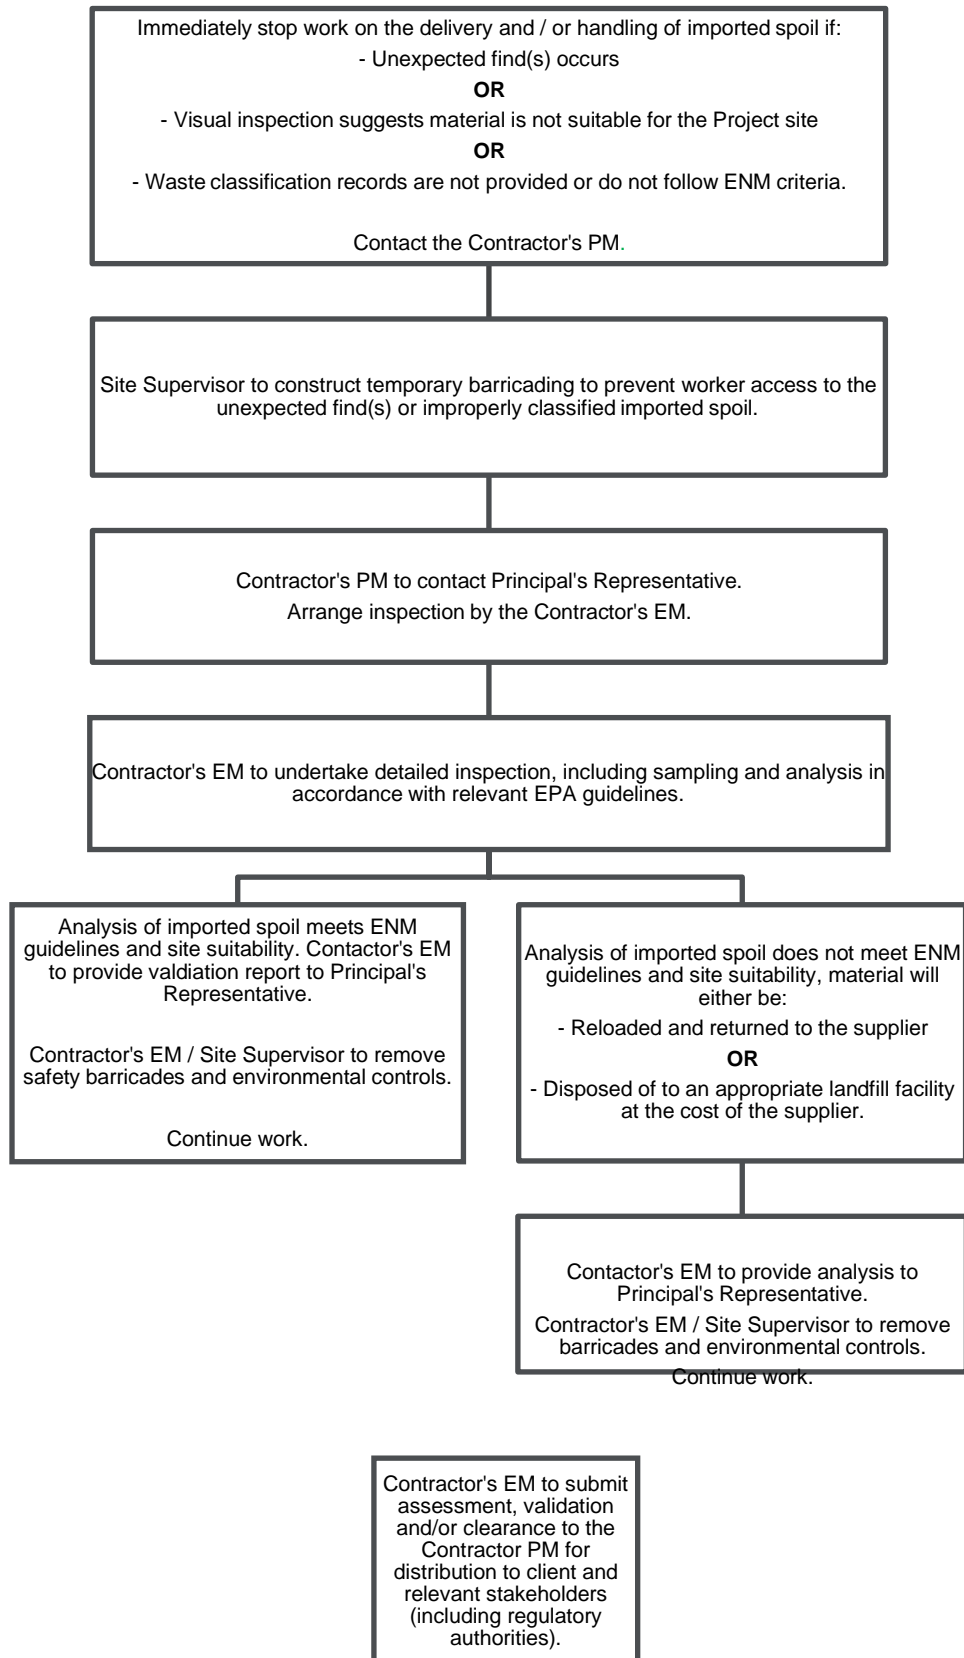 Immediately stop work on the delivery and / or handling of imported spoil if:
- Unexpected find(s) occurs
OR
- Visual inspection suggests material is not suitable for the Project site
OR
- Waste classification records are not provided or do not follow ENM criteria.
Contact the Contractor's PM.
Site Supervisor to construct temporary barricading to prevent worker access to the
unexpected find(s) or improperly classified imported spoil.
Contractor's PM to contact Principal's Representative.
Arrange inspection by the Contractor's EM.
Contractor's EM to undertake detailed inspection, including sampling and analysis in
accordance with relevant EPA guidelines.
Analysis of imported spoil meets ENM
guidelines and site suitability. Contactor's EM
to provide valdiation report to Principal's
Representative.
Contractor's EM / Site Supervisor to remove
safety barricades and environmental controls.
Continue work.
Analysis of imported spoil does not meet ENM
guidelines and site suitability, material will
either be:
- Reloaded and returned to the supplier
OR
- Disposed of to an appropriate landfill facility
at the cost of the supplier.
Contactor's EM to provide analysis to
Principal's Representative.
Contractor's EM / Site Supervisor to remove
barricades and environmental controls.
Continue work.
Contractor's EM to submit
assessment, validation
and/or clearance to the
Contractor PM for
distribution to client and
relevant stakeholders
(including regulatory
authorities).